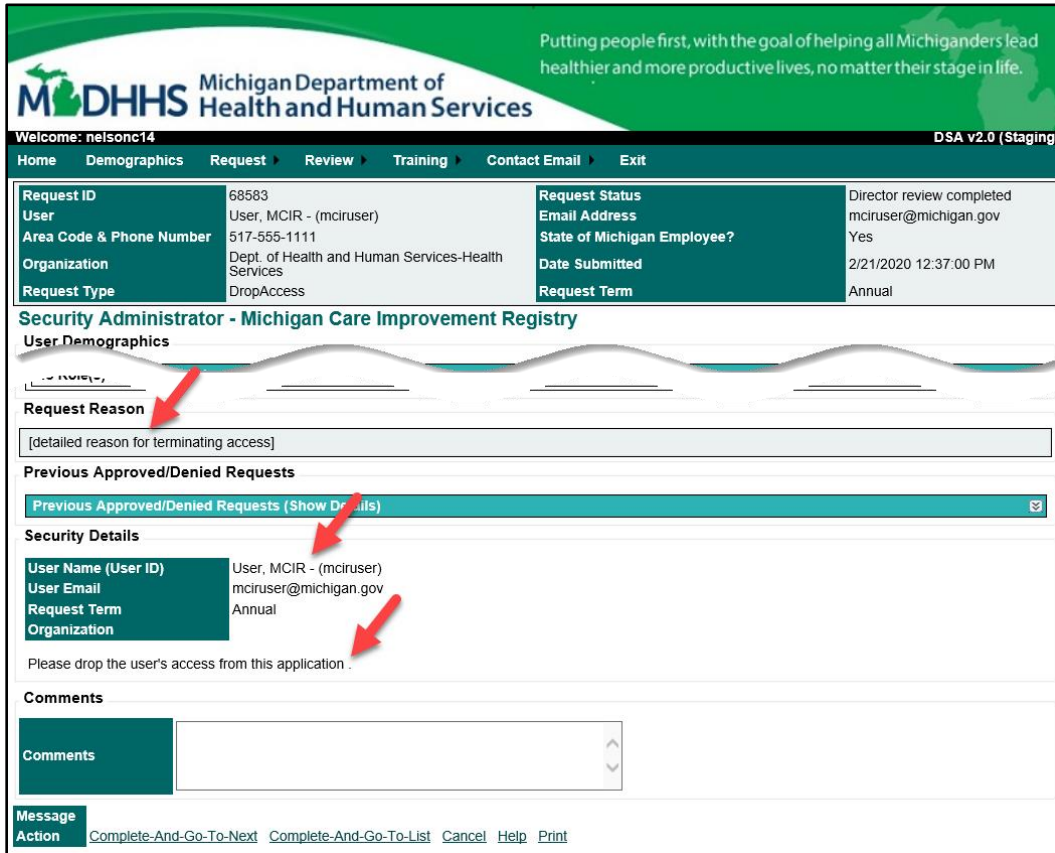 Putting people first, with the goal of helping all Michiganders lead
healthier and more productive lives, no matter their stage in life.
MDHHS Michigan Department of
Health and Human Services
Welcome: nelsonc14 DSA v2.0 (Staging
Home Demographics Request Review Training Contact Email Exit
Request ID 68583 Request Status Director review completed
User User, MCIR - (mciruser) Email Address mciruser@michigan.gov
Area Code & Phone Number 517-555-1111 State of Michigan Employee? Yes
Organization Dept. of Health and Human Services-Health
Services Date Submitted 2/21/2020 12:37:00 PM
Request Type DropAccess Request Term Annual
Security Administrator - Michigan Care Improvement Registry
User Demographics
Request Reason
[detailed reason for terminating access]
Previous Approved/Denied Requests
Previous Approved/Denied Requests (Show Details)
Security Details
User Name (User ID) User, MCIR - (mciruser)
User Email mciruser@michigan.gov
Request Term Annual
Organization
Please drop the user's access from this application .
Comments
Comments
Message
Action Complete-And-Go-To-Next Complete-And-Go-To-List Cancel Help Print